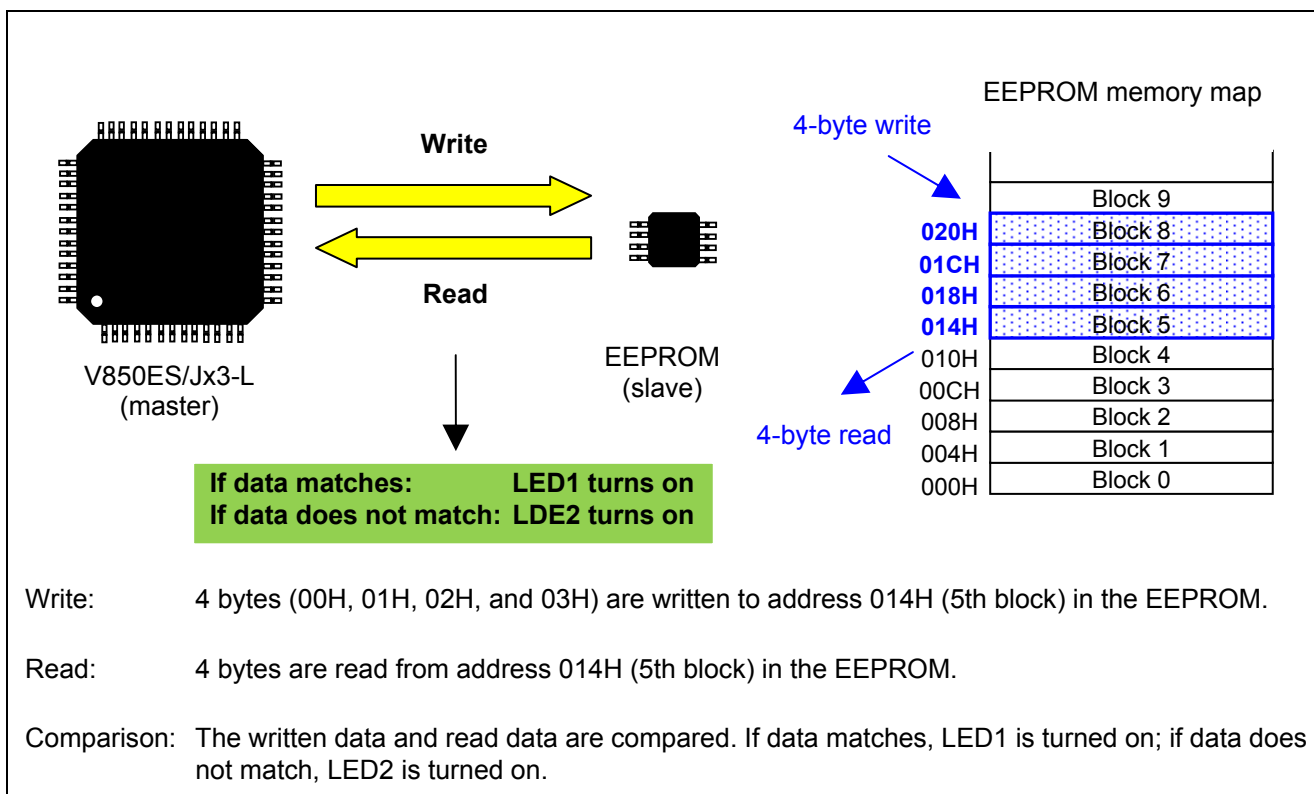 EEPROM memory map
4-byte write
Write
Read
V850ES/Jx3-L
(master)
EEPROM
(slave)
Block 9
020H Block 8
01CH Block 7
018H Block 6
014H Block 5
010H Block 4
00CH Block 3
008H Block 2
004H Block 1
000H Block 0
4-byte read
If data matches: LED1 turns on
If data does not match: LDE2 turns on
Write: 4 bytes (00H, 01H, 02H, and 03H) are written to address 014H (5th block) in the EEPROM.
Read: 4 bytes are read from address 014H (5th block) in the EEPROM.
Comparison: The written data and read data are compared. If data matches, LED1 is turned on; if data does
not match, LED2 is turned on.